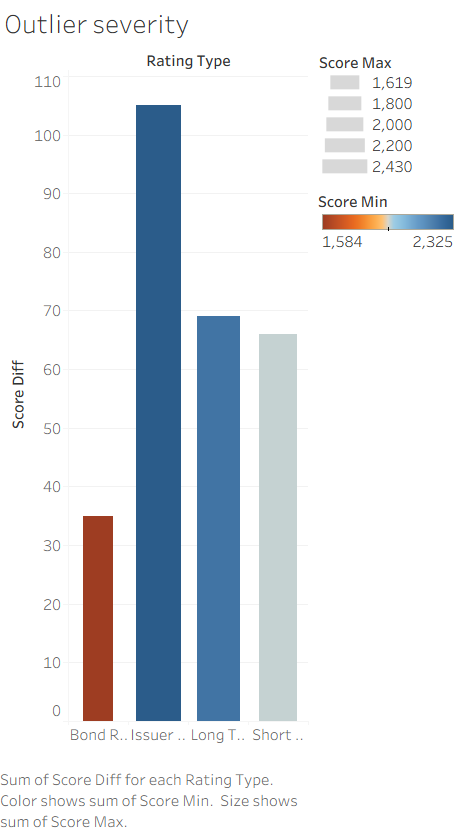 Outlier severity
Rating Type
Score Max
1,619
1,800
2,000
2,200
2,430
Score Min
1,584 2,325
110
100
90
80
70
60
50
40
30
20
10
0
Score Diff
Bond R.. Issuer .. Long T.. Short ..
Sum of Score Diff for each Rating Type.
Color shows sum of Score Min. Size shows
sum of Score Max.